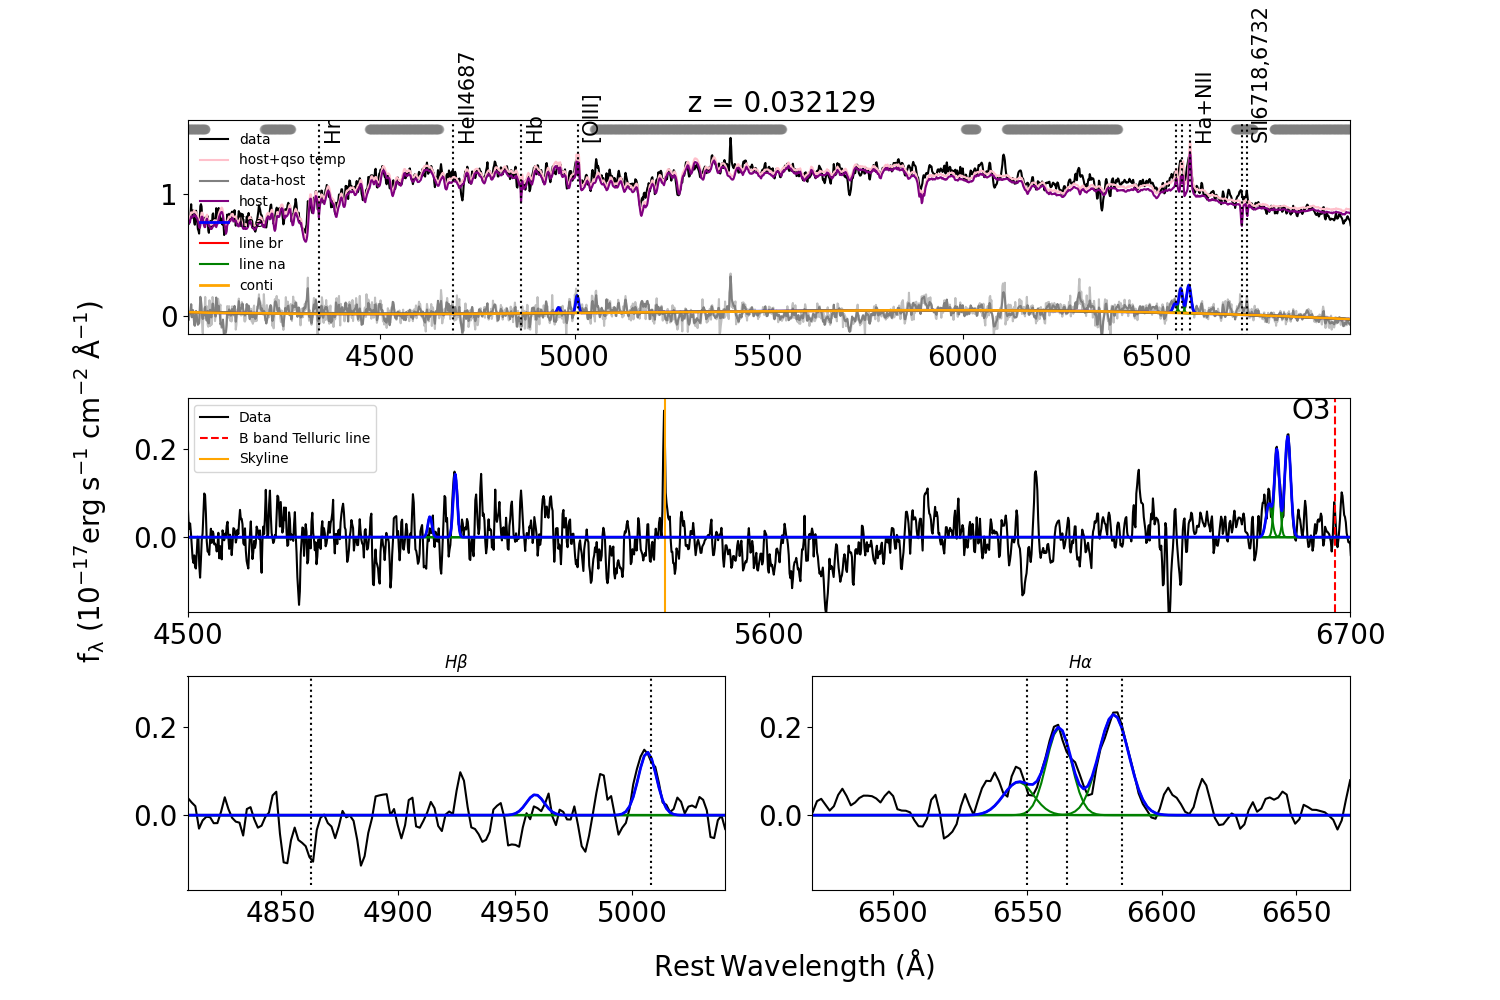 z = 0.032129
Hr
HeII4687
Hb
[OIII]
Ha+NII
SII6718,6732
data
host+qso temp
data-host
host
line br
line na
conti
1
0
4500 5000 5500 6000 6500
fλ (10⁻¹⁷erg s⁻¹ cm⁻² Å⁻¹)
Data
B band Telluric line
Skyline
O3
0.2
0.0
4500 5600 6700
Hβ
0.2
0.0
4850 4900 4950 5000
Hα
0.2
0.0
6500 6550 6600 6650
Rest Wavelength (Å)